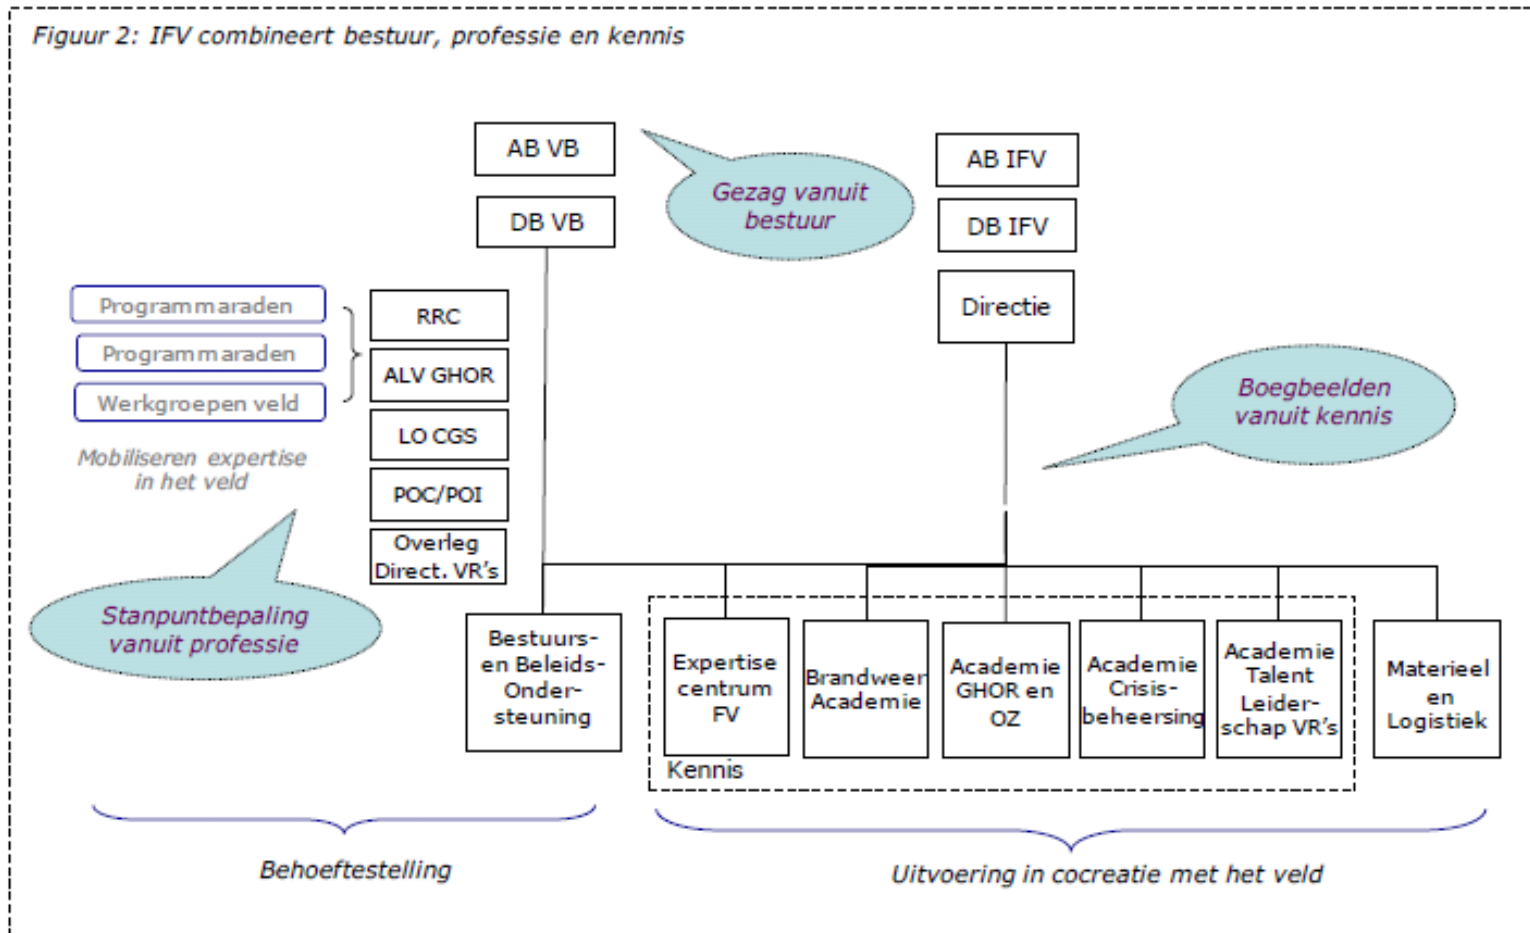 Figuur 2: IFV combineert bestuur, professie en kennis
AB VB
DB VB
Gezag vanuit
bestuur
AB IFV
DB IFV
Directie
Programmaraden
Programmaraden
Werkgroepen veld
Mobiliseren expertise
in het veld
RRC
ALV GHOR
LO CGS
POC/POI
Overleg
Direct. VR's
Boegbeelden
vanuit kennis
Stanpuntbepaling
vanuit professie
Bestuurs-
en Beleids-
Onder-
steuning
Expertise
centrum
FV
Brandweer
Academie
Academie
GHOR en
OZ
Academie
Crisis-
beheersing
Academie
Talent
Leider-
schap VR's
Materieel
en
Logistiek
Kennis
Behoeftestelling
Uitvoering in cocreatie met het veld